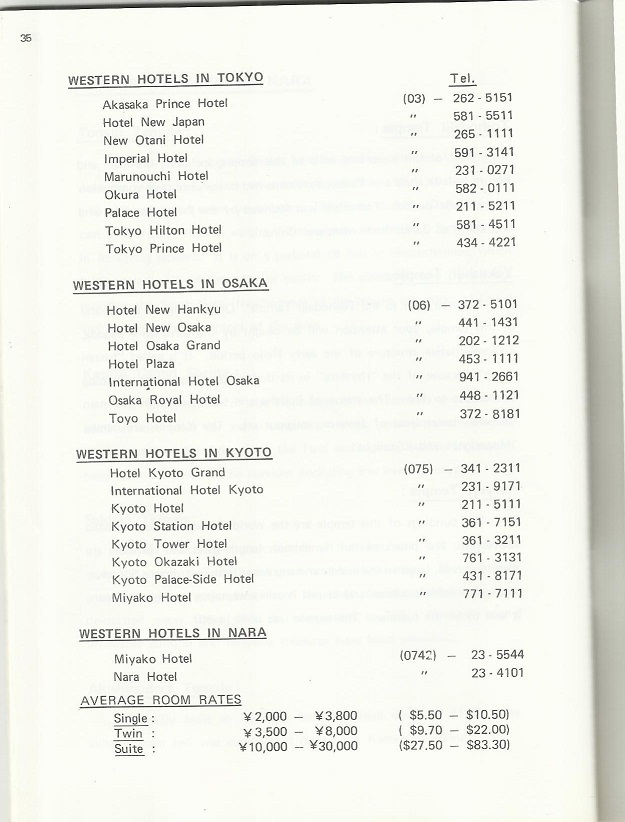 35
WESTERN HOTELS IN TOKYO Tel.
Akasaka Prince Hotel (03) – 262 - 5151
Hotel New Japan 〃 581 - 5511
New Otani Hotel 〃 265 - 1111
Imperial Hotel 〃 591 - 3141
Marunouchi Hotel 〃 231 - 0271
Okura Hotel 〃 582 - 0111
Palace Hotel 〃 211 - 5211
Tokyo Hilton Hotel 〃 581 - 4511
Tokyo Prince Hotel 〃 434 - 4221
WESTERN HOTELS IN OSAKA
Hotel New Hankyu (06) – 372 - 5101
Hotel New Osaka 〃 441 - 1431
Hotel Osaka Grand 〃 202 - 1212
Hotel Plaza 〃 453 - 1111
International Hotel Osaka 〃 941 - 2661
Osaka Royal Hotel 〃 448 - 1121
Toyo Hotel 〃 372 - 8181
WESTERN HOTELS IN KYOTO
Hotel Kyoto Grand (075) – 341 - 2311
International Hotel Kyoto 〃 231 - 9171
Kyoto Hotel 〃 211 - 5111
Kyoto Station Hotel 〃 361 - 7151
Kyoto Tower Hotel 〃 361 - 3211
Kyoto Okazaki Hotel 〃 761 - 3131
Kyoto Palace-Side Hotel 〃 431 - 8171
Miyako Hotel 〃 771 - 7111
WESTERN HOTELS IN NARA
Miyako Hotel (0742) – 23 - 5544
Nara Hotel 〃 23 - 4101
AVERAGE ROOM RATES
Single : ¥2,000 – ¥3,800 ( $5.50 – $10.50)
Twin : ¥3,500 – ¥8,000 ( $9.70 – $22.00)
Suite : ¥10,000 – ¥30,000 ($27.50 – $83.30)